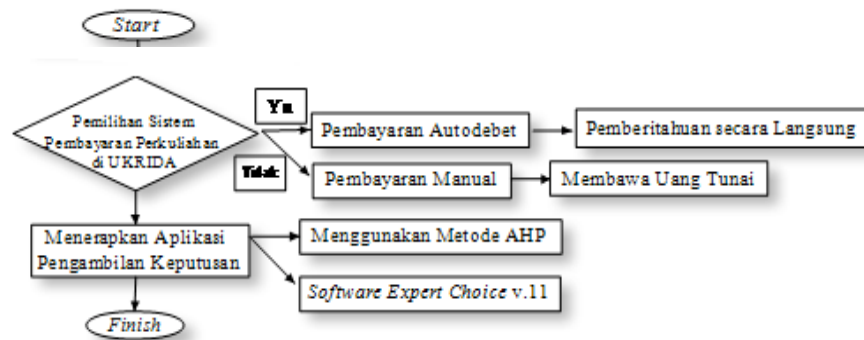 Start
Ya
Pemilihan Sistem
Pembayaran Perkuliahan
di UKRIDA
Pembayaran Autodebet
Pemberitahuan secara Langsung
Tidak
Pembayaran Manual
Membawa Uang Tunai
Menerapkan Aplikasi
Pengambilan Keputusan
Menggunakan Metode AHP
Software Expert Choice v.11
Finish